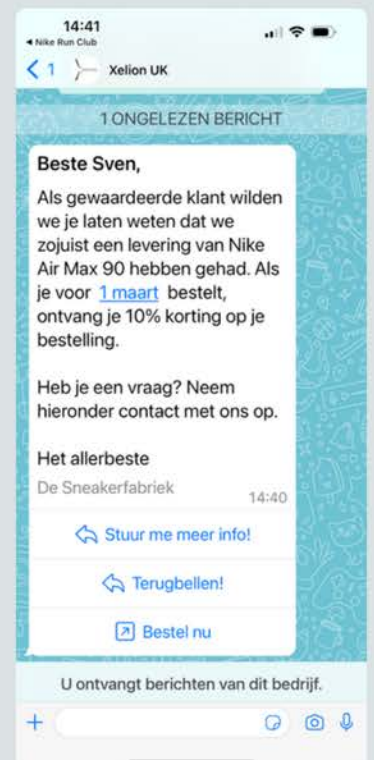 14:41
◀ Nike Run Club
1
Xelion UK
1 ONGELEZEN BERICHT
Beste Sven,
Als gewaardeerde klant wilden
we je laten weten dat we
zojuist een levering van Nike
Air Max 90 hebben gehad. Als
je voor 1 maart bestelt,
ontvang je 10% korting op je
bestelling.
Heb je een vraag? Neem
hieronder contact met ons op.
Het allerbeste
De Sneakerfabriek
14:40
Stuur me meer info!
Terugbellen!
Bestel nu
U ontvangt berichten van dit bedrijf.